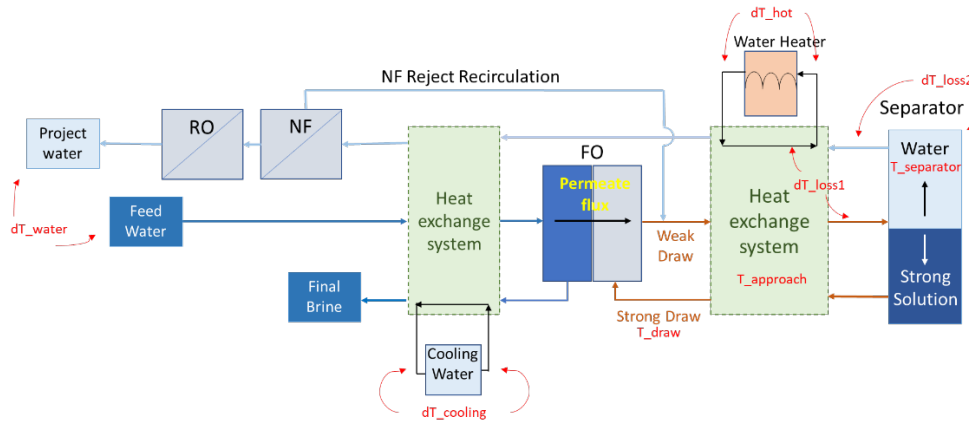 dT_hot
Water Heater
NF Reject Recirculation
dT_loss2
Separator
RO
NF
Project
water
FO
Water
T_separator
Permeate
flux
dT_loss1
Heat
exchange
system
Heat
exchange
system
dT_water
Feed
Water
Weak
Draw
T_approach
Strong
Solution
Final
Brine
Strong Draw
T_draw
Cooling
Water
dT_cooling